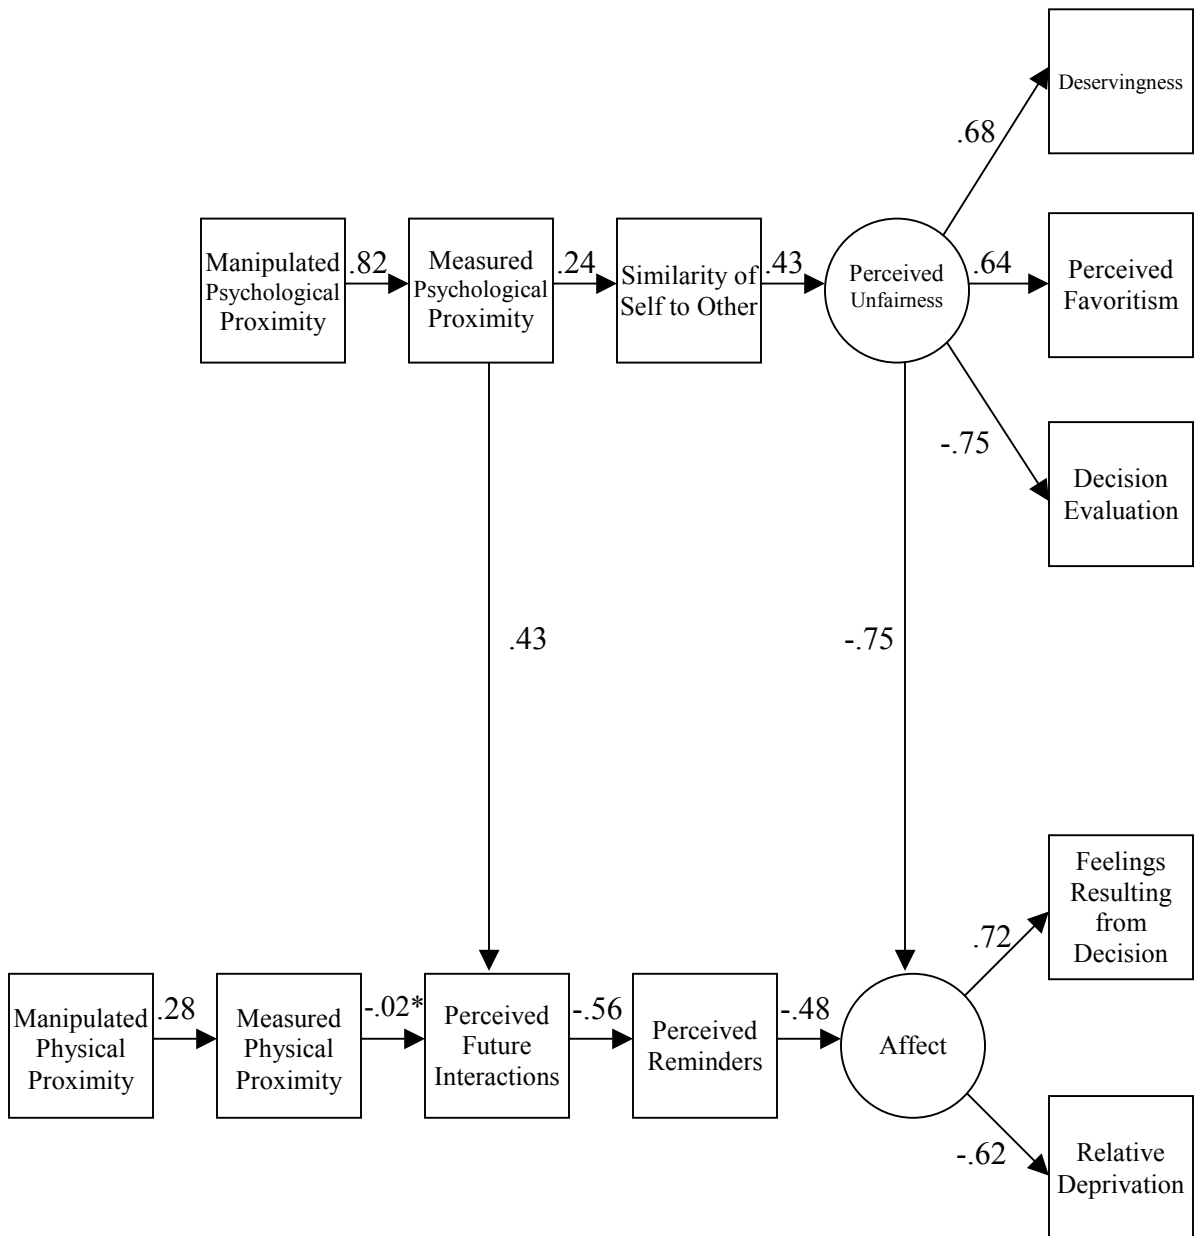 Deservingness
.68
Manipulated
Psychological
Proximity
.82
Measured
Psychological
Proximity
.24
Similarity of
Self to Other
.43
Perceived
Unfairness
.64
Perceived
Favoritism
-.75
Decision
Evaluation
.43
-.75
Feelings
Resulting
from
Decision
.72
Manipulated
Physical
Proximity
.28
Measured
Physical
Proximity
-.02*
Perceived
Future
Interactions
-.56
Perceived
Reminders
-.48
Affect
-.62
Relative
Deprivation